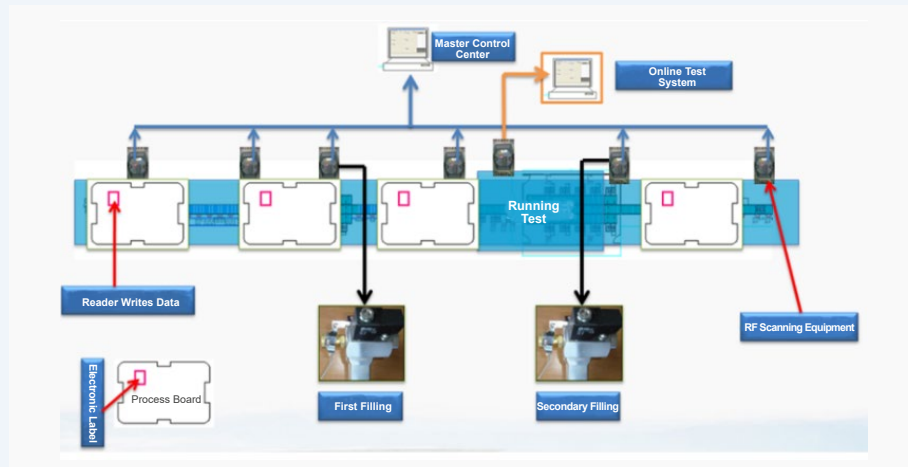 Master Control
Center
Online Test
System
Running
Test
Reader Writes Data
RF Scanning Equipment
Electronic Label
Process Board
First Filling
Secondary Filling